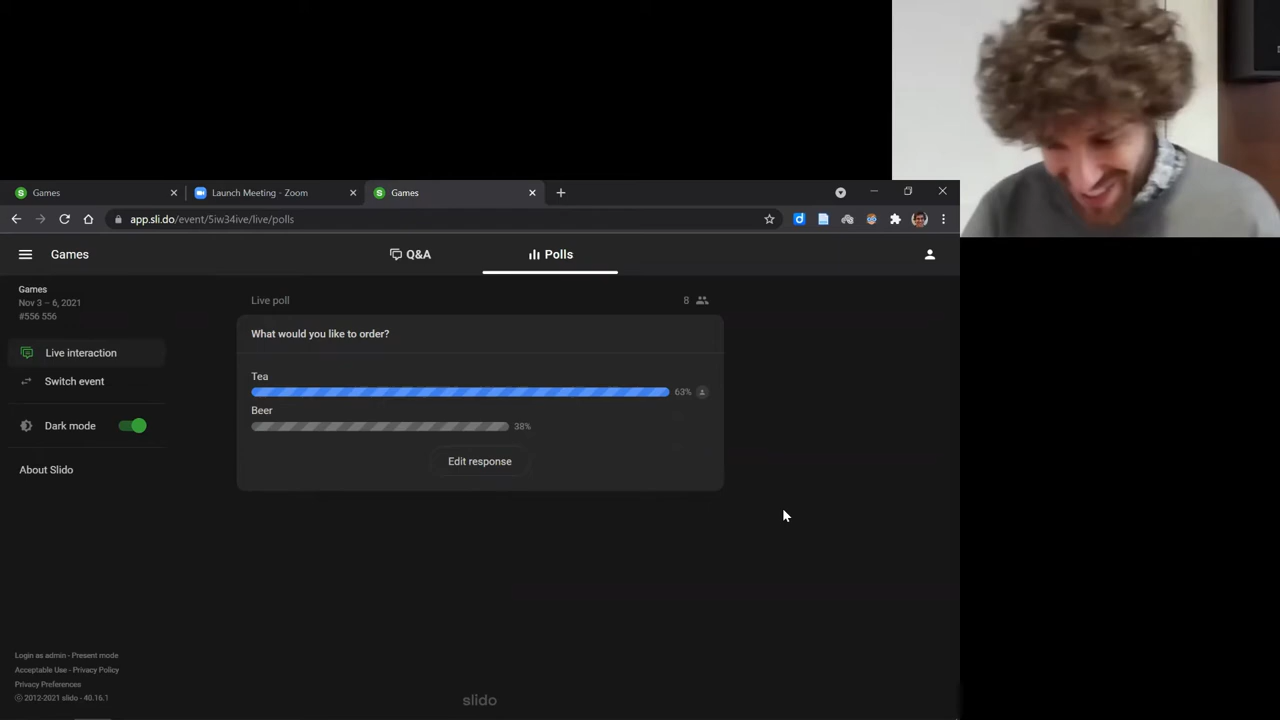 Games
Launch Meeting - Zoom
Games
app.sli.do/event/5iw34ive/live/polls
Games
Q&A
Polls
Games
Nov 3 – 6, 2021
#556 556
Live interaction
Switch event
Dark mode
About Slido
Live poll
8
What would you like to order?
Tea
63%
Beer
38%
Edit response
Login as admin - Present mode
Acceptable Use - Privacy Policy
Privacy Preferences
© 2012-2021 slido - 40.16.1
slido